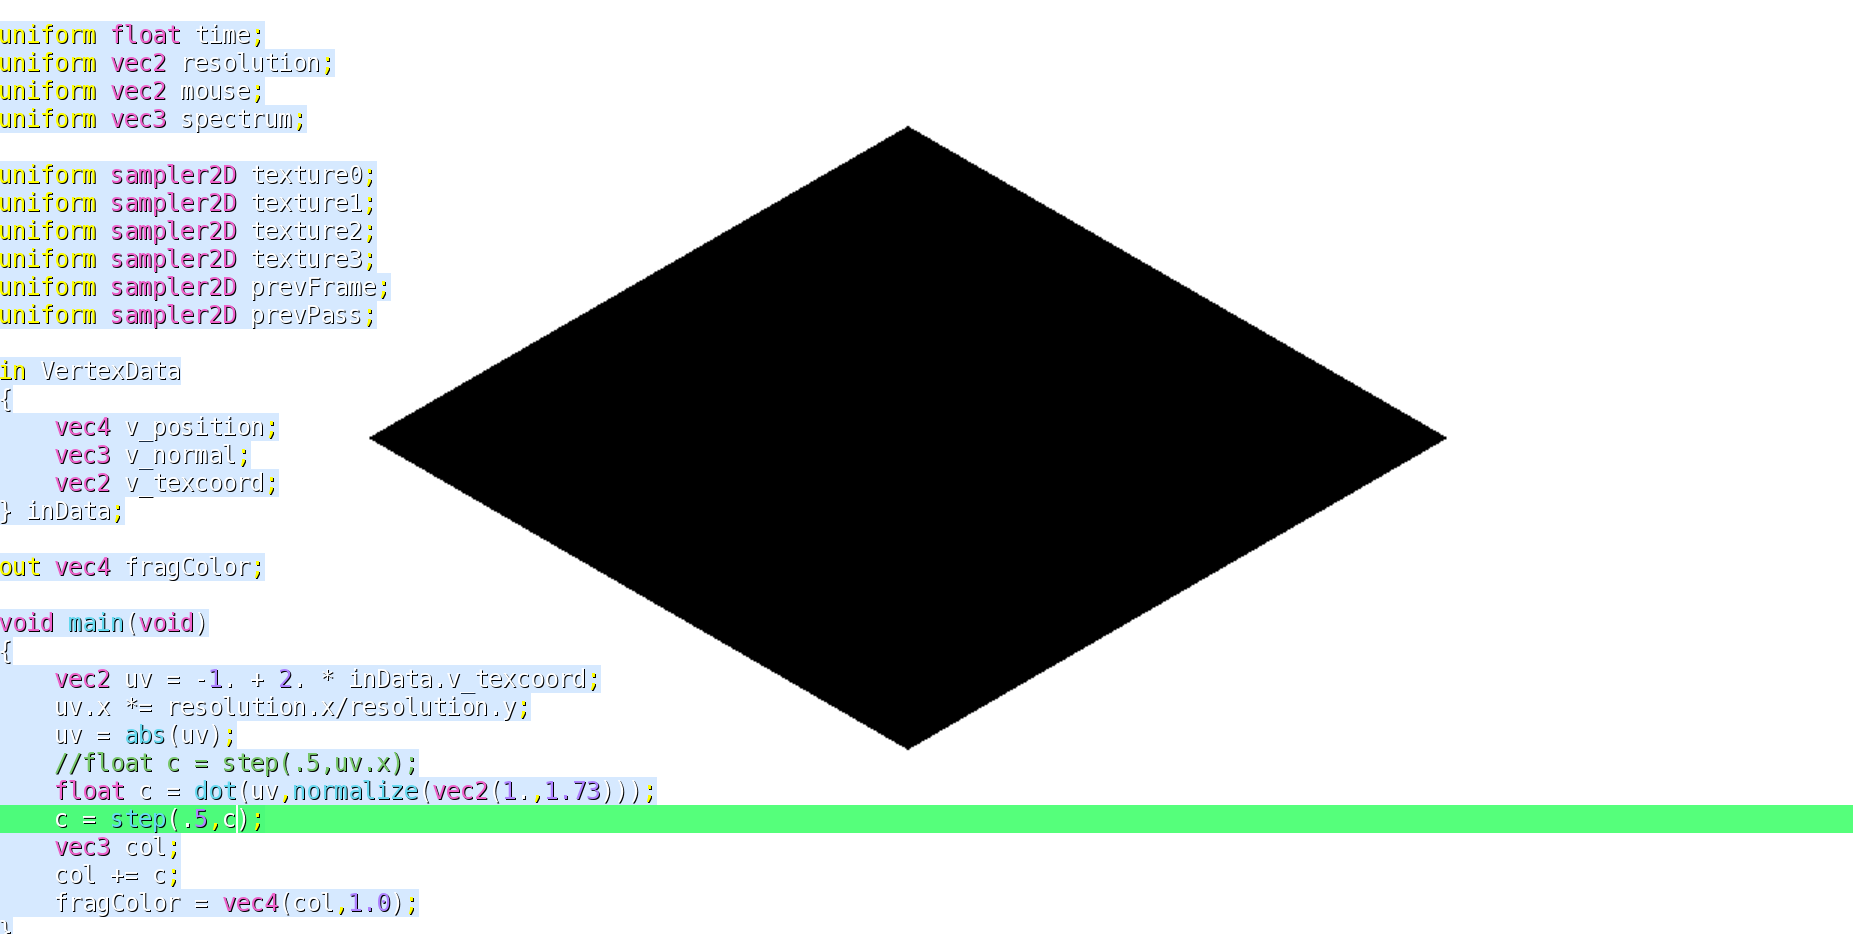 uniform float time;
uniform vec2 resolution;
uniform vec2 mouse;
uniform vec3 spectrum;
uniform sampler2D texture0;
uniform sampler2D texture1;
uniform sampler2D texture2;
uniform sampler2D texture3;
uniform sampler2D prevFrame;
uniform sampler2D prevPass;
in VertexData
{
    vec4 v_position;
    vec3 v_normal;
    vec2 v_texcoord;
} inData;
out vec4 fragColor;
void main(void)
{
    vec2 uv = -1. + 2. * inData.v_texcoord;
    uv.x *= resolution.x/resolution.y;
    uv = abs(uv);
    //float c = step(.5,uv.x);
    float c = dot(uv,normalize(vec2(1.,1.73)));
    c = step(.5,c);
    vec3 col;
    col += c;
    fragColor = vec4(col,1.0);
}